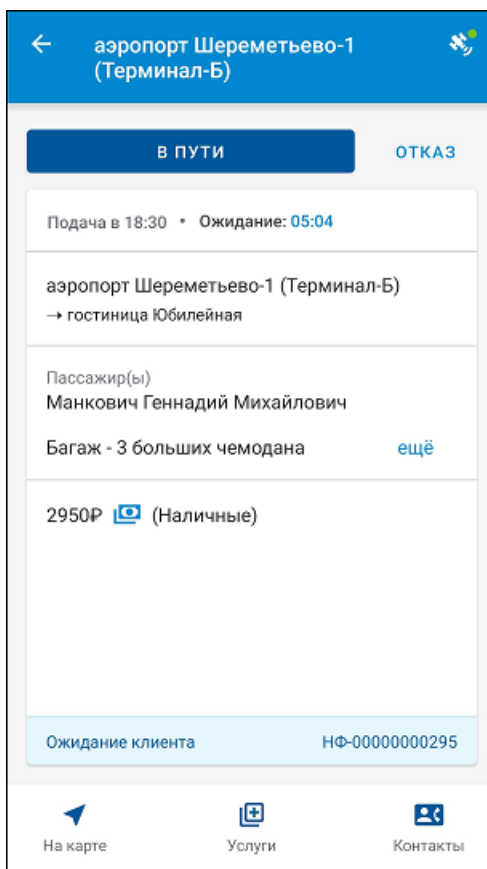 аэропорт Шереметьево-1
(Терминал-Б)
В ПУТИ
ОТКАЗ
Подача в 18:30 • Ожидание: 05:04
аэропорт Шереметьево-1 (Терминал-Б)
→ гостиница Юбилейная
Пассажир(ы)
Манкович Геннадий Михайлович
Багаж - 3 больших чемодана ещё
2950₽ (Наличные)
Ожидание клиента НФ-00000000295
На карте Услуги Контакты